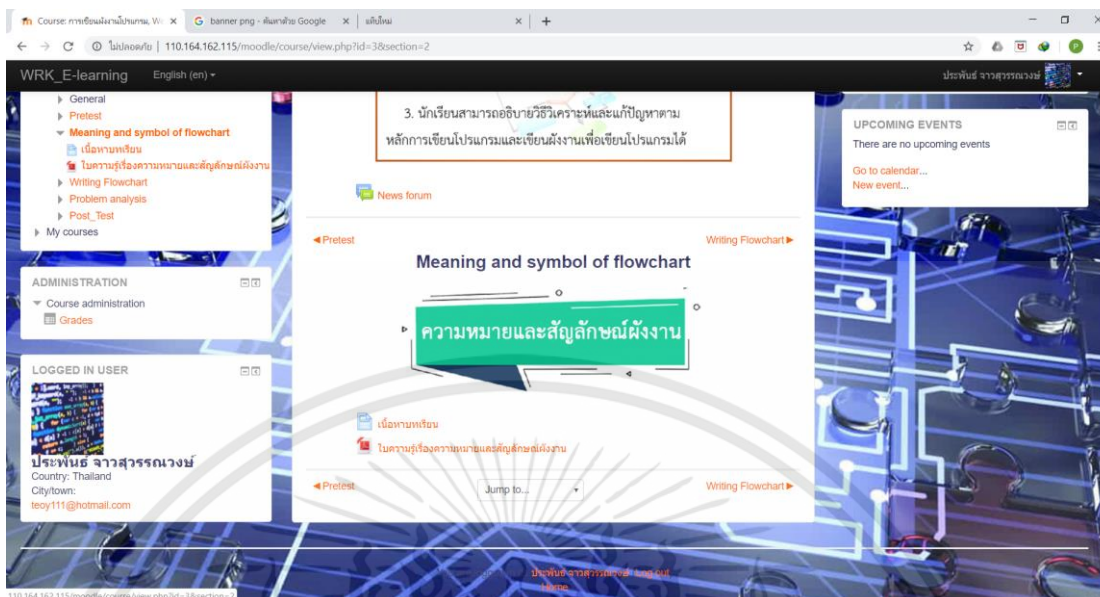 Course: การเขียนผังงานโปรแกรม, W
banner png - ค้นหาด้วย Google
แท็บใหม่
ไม่ปลอดภัย | 110.164.162.115/moodle/course/view.php?id=3&section=2
WRK_E-learning English (en)
ประพันธ์ จาวสุวรรณวงษ์
General
Pretest
Meaning and symbol of flowchart
เนื้อหาบทเรียน
ใบความรู้เรื่องความหมายและสัญลักษณ์ผังงาน
Writing Flowchart
Problem analysis
Post_Test
My courses
ADMINISTRATION
Course administration
Grades
LOGGED IN USER
ประพันธ์ จาวสุวรรณวงษ์
Country: Thailand
City/town:
teoy111@hotmail.com
3. นักเรียนสามารถอธิบายวิธีวิเคราะห์และแก้ปัญหาตาม
หลักการเขียนโปรแกรมและเขียนผังงานเพื่อเขียนโปรแกรมได้
News forum
Pretest
Writing Flowchart
Meaning and symbol of flowchart
ความหมายและสัญลักษณ์ผังงาน
เนื้อหาบทเรียน
ใบความรู้เรื่องความหมายและสัญลักษณ์ผังงาน
Pretest
Jump to...
Writing Flowchart
UPCOMING EVENTS
There are no upcoming events
Go to calendar...
New event...
ประพันธ์ จาวสุวรรณวงษ์ Log out
Home
110.164.162.115/moodle/course/view.php?id=3&section=2